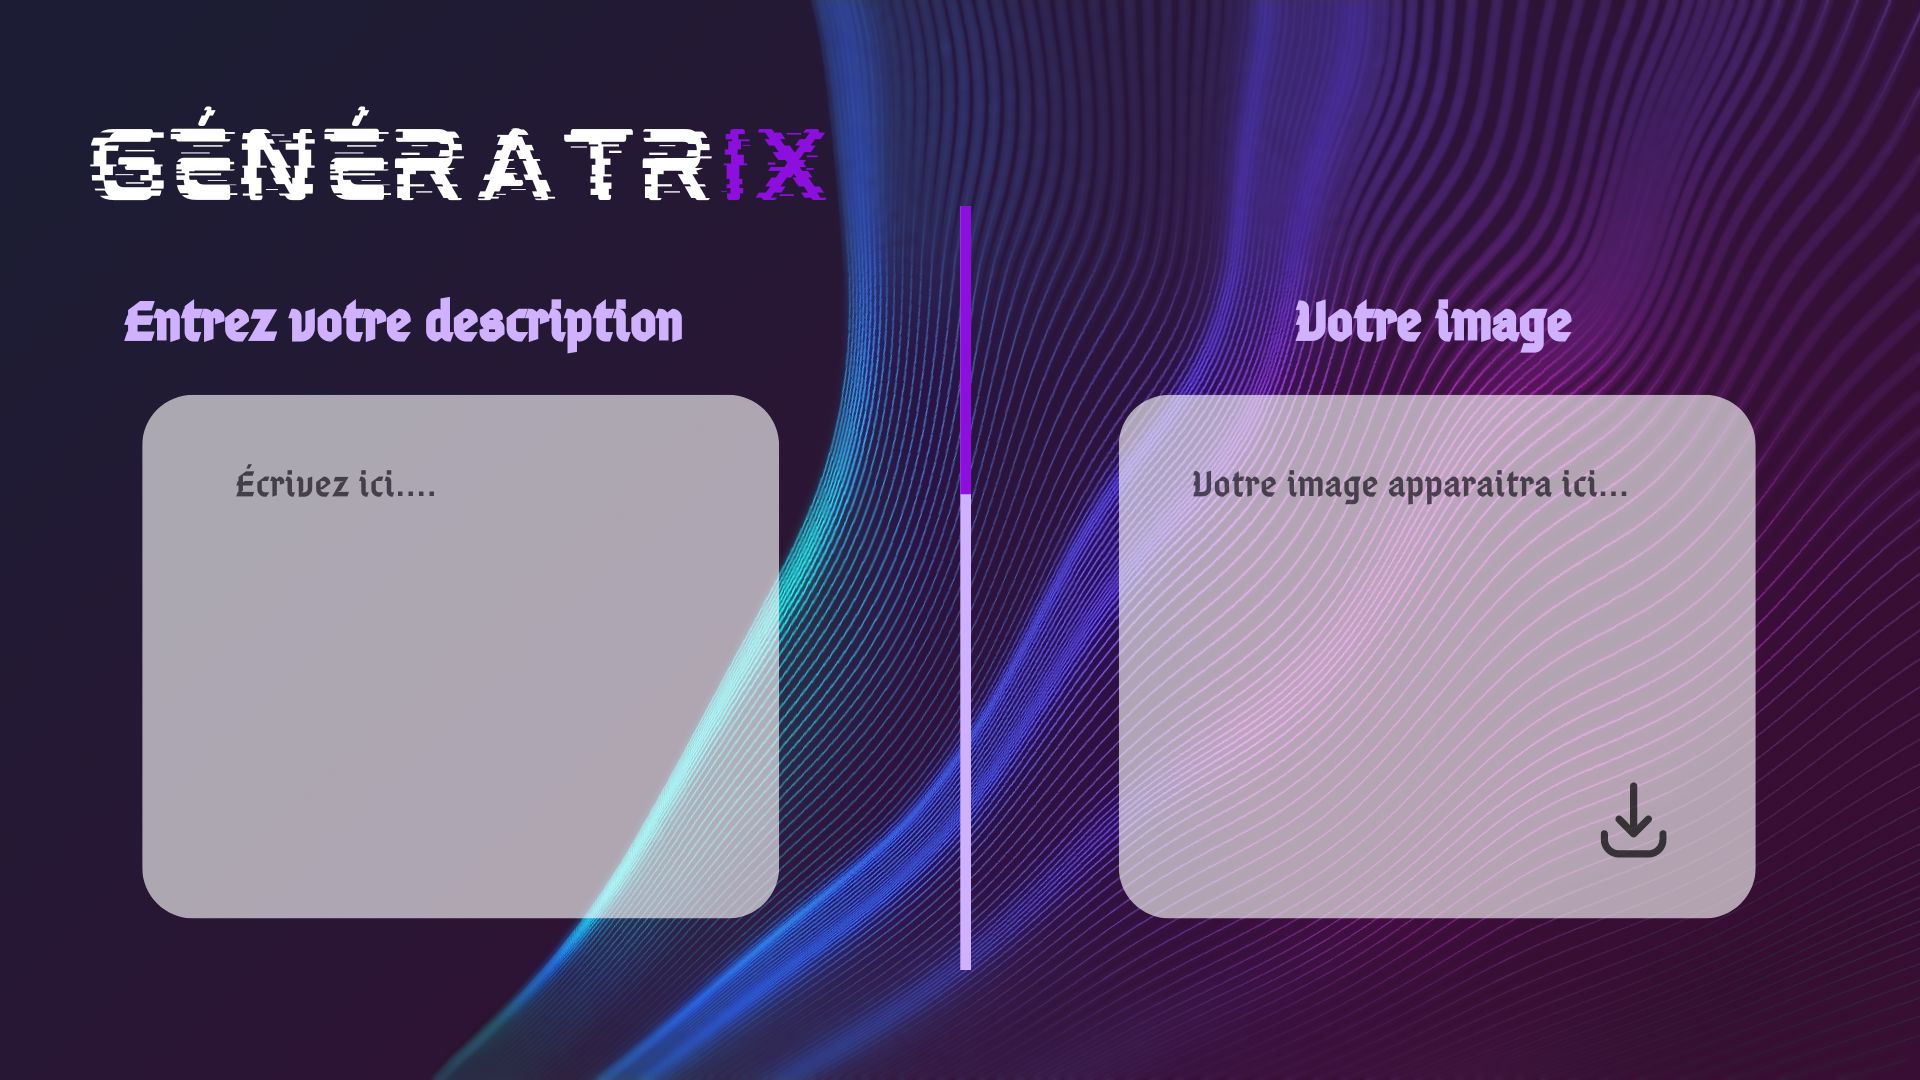 GÉNÉRATRIX
Entrez votre description
Écrivez ici....
Votre image
Votre image apparaitra ici...